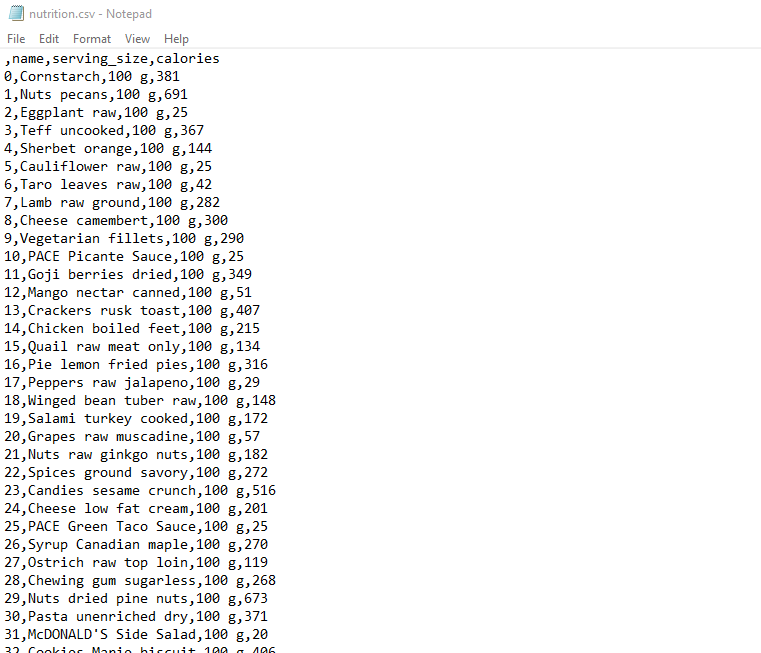 nutrition.csv - Notepad
File Edit Format View Help
,name,serving_size,calories
0,Cornstarch,100 g,381
1,Nuts pecans,100 g,691
2,Eggplant raw,100 g,25
3,Teff uncooked,100 g,367
4,Sherbet orange,100 g,144
5,Cauliflower raw,100 g,25
6,Taro leaves raw,100 g,42
7,Lamb raw ground,100 g,282
8,Cheese camembert,100 g,300
9,Vegetarian fillets,100 g,290
10,PACE Picante Sauce,100 g,25
11,Goji berries dried,100 g,349
12,Mango nectar canned,100 g,51
13,Crackers rusk toast,100 g,407
14,Chicken boiled feet,100 g,215
15,Quail raw meat only,100 g,134
16,Pie lemon fried pies,100 g,316
17,Peppers raw jalapeno,100 g,29
18,Winged bean tuber raw,100 g,148
19,Salami turkey cooked,100 g,172
20,Grapes raw muscadine,100 g,57
21,Nuts raw ginkgo nuts,100 g,182
22,Spices ground savory,100 g,272
23,Candies sesame crunch,100 g,516
24,Cheese low fat cream,100 g,201
25,PACE Green Taco Sauce,100 g,25
26,Syrup Canadian maple,100 g,270
27,Ostrich raw top loin,100 g,119
28,Chewing gum sugarless,100 g,268
29,Nuts dried pine nuts,100 g,673
30,Pasta unenriched dry,100 g,371
31,McDONALD'S Side Salad,100 g,20
32,Cookies Marie biscuit,100 g,406